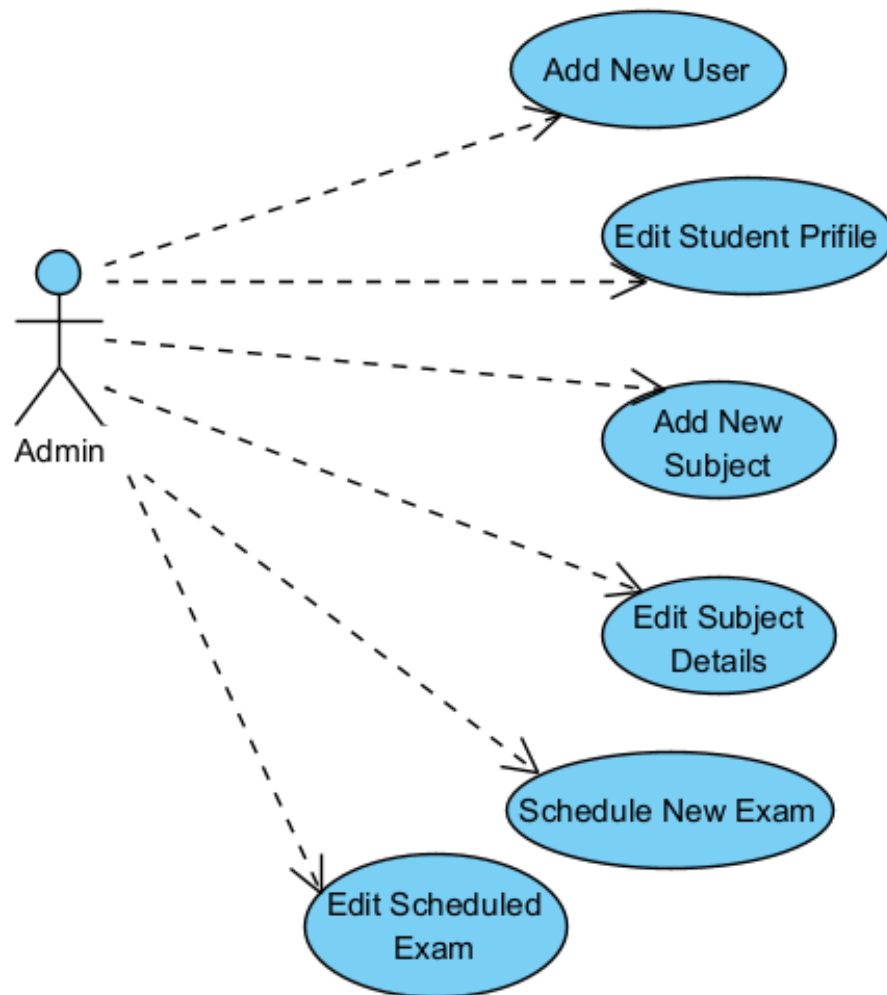 Add New User
Edit Student Prifile
Admin
Add New
Subject
Edit Subject
Details
Schedule New Exam
Edit Scheduled
Exam